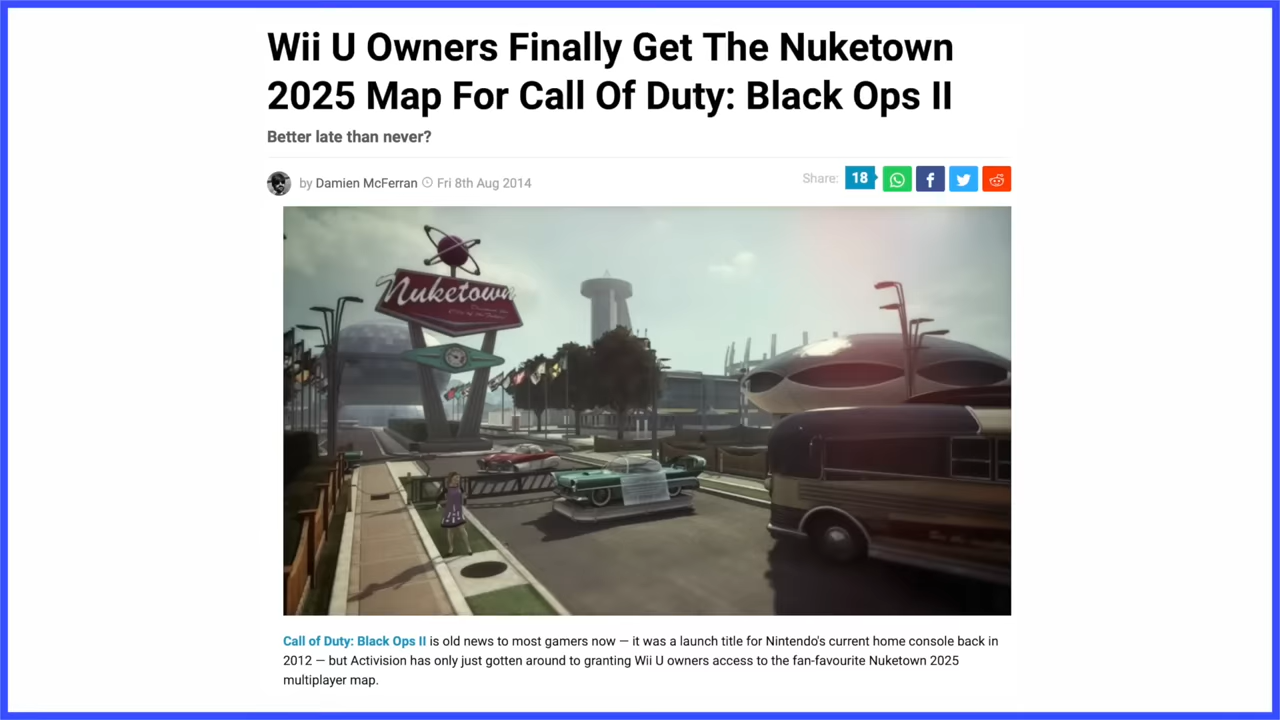 Wii U Owners Finally Get The Nuketown
2025 Map For Call Of Duty: Black Ops II
Better late than never?
by Damien McFerran Fri 8th Aug 2014
Share: 18
Nuketown
Call of Duty: Black Ops II is old news to most gamers now — it was a launch title for Nintendo's current home console back in
2012 — but Activision has only just gotten around to granting Wii U owners access to the fan-favourite Nuketown 2025
multiplayer map.